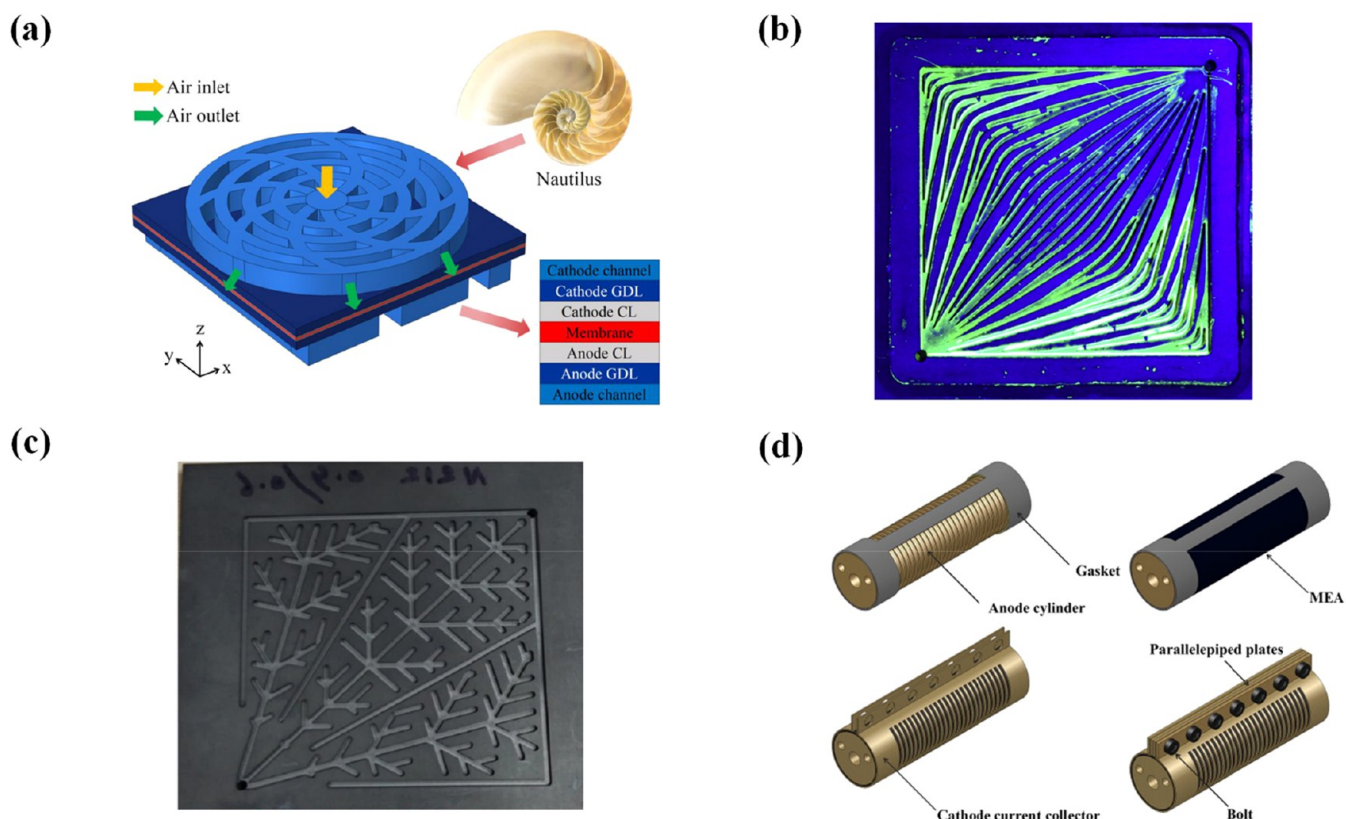 (a)
Air inlet
Air outlet
Nautilus
Cathode channel
Cathode GDL
Cathode CL
Membrane
Anode CL
Anode GDL
Anode channel
z
y
x
(b)
(c)
(d)
Gasket
Anode cylinder
MEA
Parallelepiped plates
Cathode current collector
Bolt